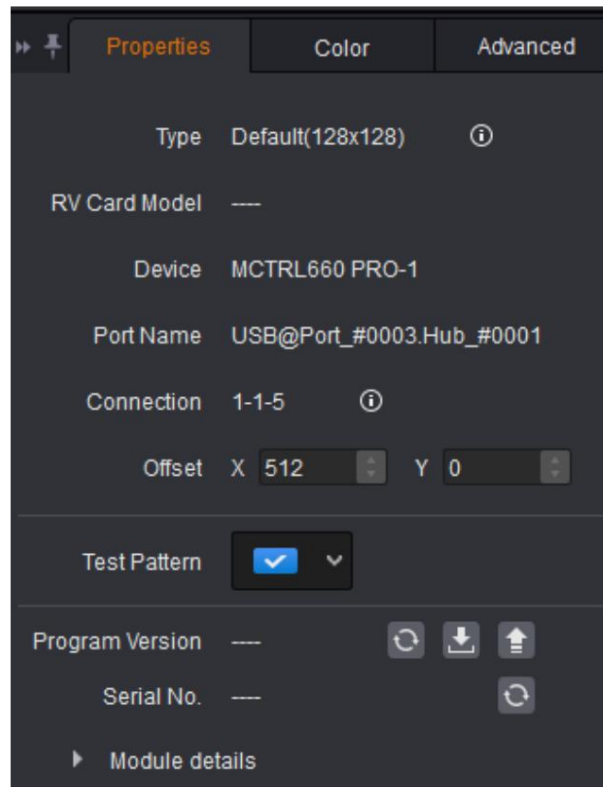 Properties Color Advanced
Type Default(128x128)
RV Card Model ----
Device MCTRL660 PRO-1
Port Name USB@Port_#0003.Hub_#0001
Connection 1-1-5
Offset X 512 Y 0
Test Pattern
Program Version ----
Serial No. ----
Module details